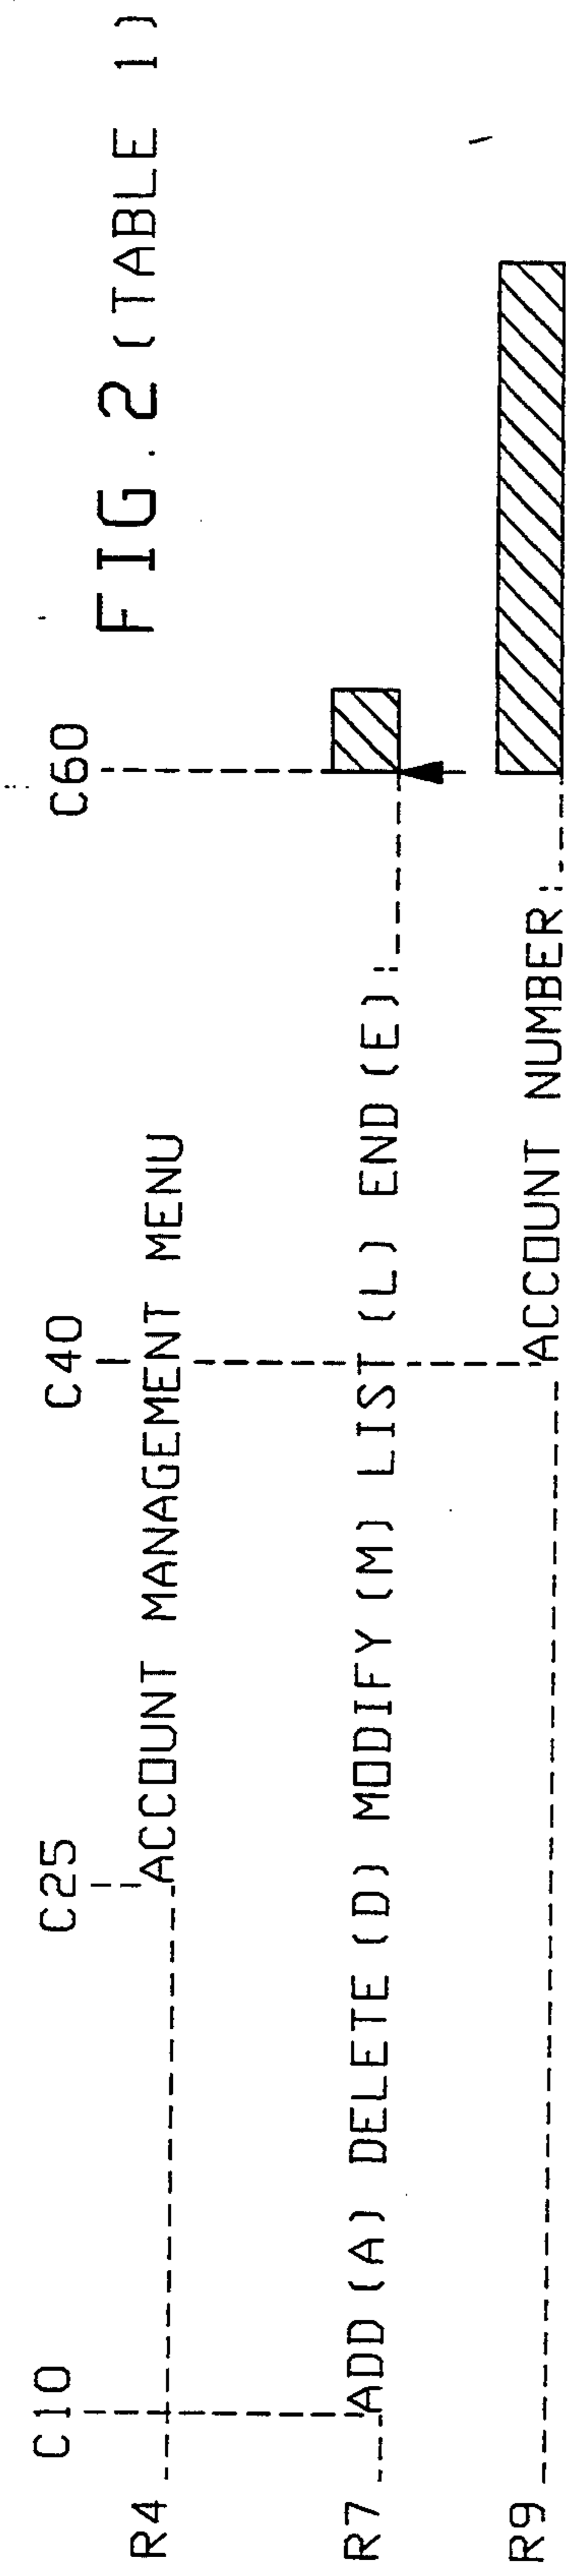 FIG. 2 (TABLE 1)
C10 C25 C40 C60
R4 ACCOUNT MANAGEMENT MENU
R7 ADD (A) DELETE (D) MODIFY (M) LIST (L) END (E):
R9 ACCOUNT NUMBER: